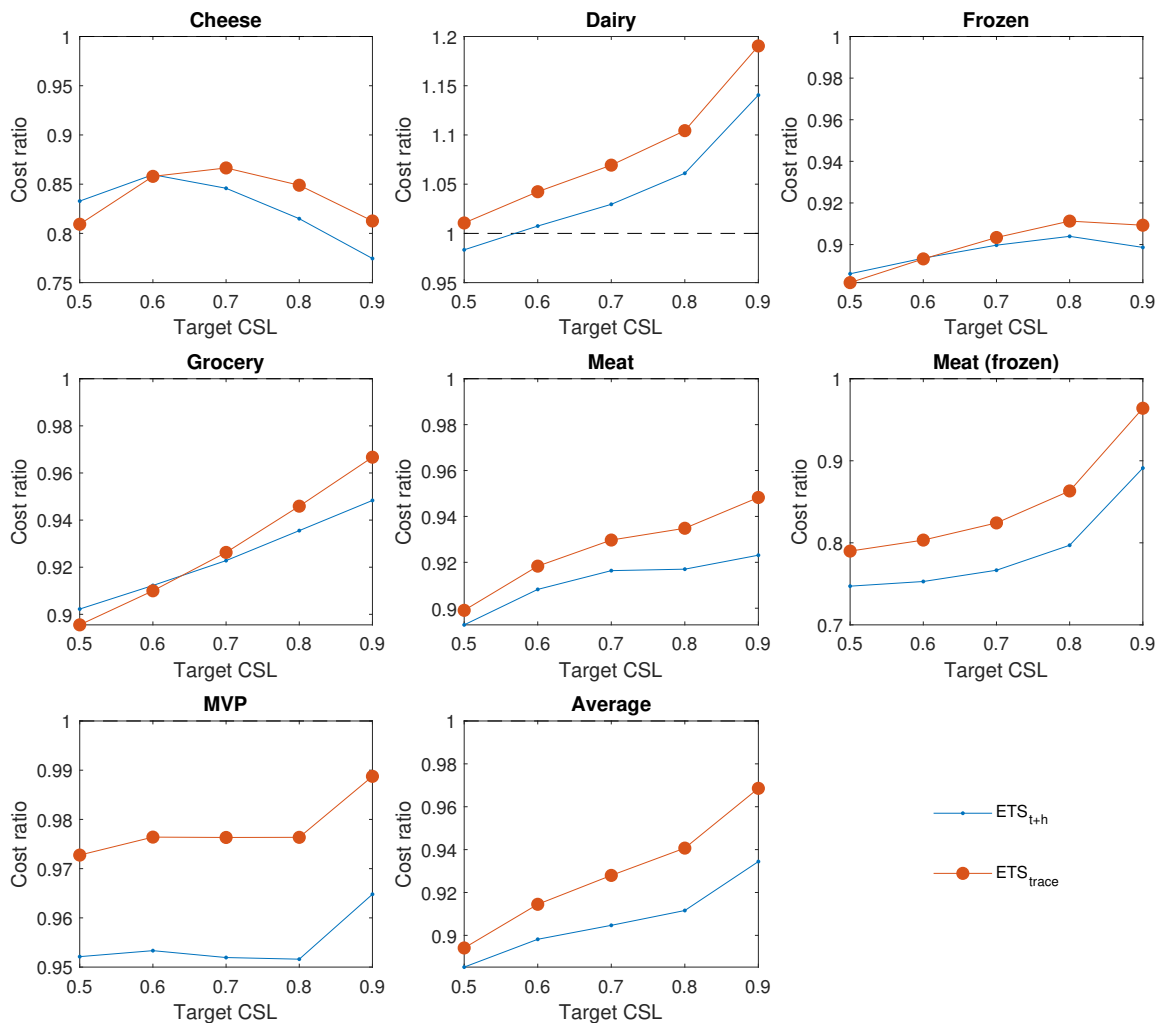 Cheese
1
0.95
0.9
0.85
0.8
0.75
Cost ratio
0.5 0.6 0.7 0.8 0.9
Target CSL
Dairy
1.2
1.15
1.1
1.05
1
0.95
Cost ratio
0.5 0.6 0.7 0.8 0.9
Target CSL
Frozen
1
0.98
0.96
0.94
0.92
0.9
Cost ratio
0.5 0.6 0.7 0.8 0.9
Target CSL
Grocery
1
0.98
0.96
0.94
0.92
0.9
Cost ratio
0.5 0.6 0.7 0.8 0.9
Target CSL
Meat
1
0.98
0.96
0.94
0.92
0.9
Cost ratio
0.5 0.6 0.7 0.8 0.9
Target CSL
Meat (frozen)
1
0.9
0.8
0.7
Cost ratio
0.5 0.6 0.7 0.8 0.9
Target CSL
MVP
1
0.99
0.98
0.97
0.96
0.95
Cost ratio
0.5 0.6 0.7 0.8 0.9
Target CSL
Average
1
0.98
0.96
0.94
0.92
0.9
Cost ratio
0.5 0.6 0.7 0.8 0.9
Target CSL
ETS_{t+h}
ETS_{trace}